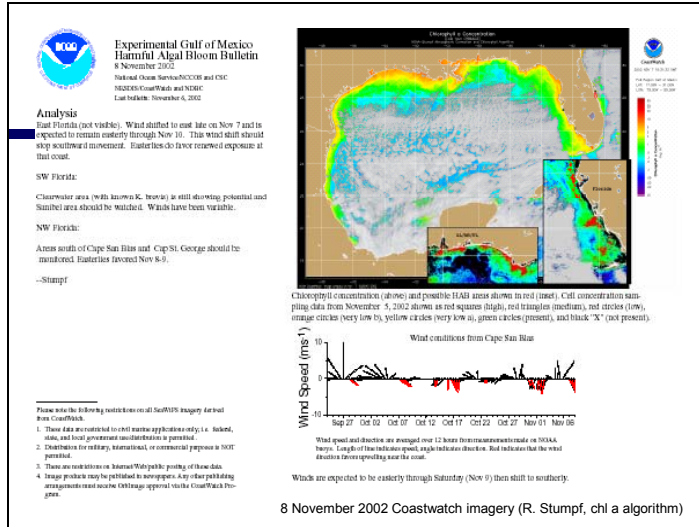 NOAA
Experimental Gulf of Mexico
Harmful Algal Bloom Bulletin
8 November 2002
National Ocean Service/NCCOS and CSC
NESDIS/CoastWatch and NDBC
Last bulletin: November 6, 2002
Analysis
East Florida (not visible). Wind shifted to east late on Nov 7 and is
expected to remain easterly through Nov 10. This wind shift should
stop southward movement. Easterlies do favor renewed exposure at
that coast.
SW Florida:
Clearwater area (with known K. brevis) is still showing potential and
Sanibel area should be watched. Winds have been variable.
NW Florida:
Areas south of Cape San Blas and Cap St. George should be
monitored. Easterlies favored Nov 8-9.
--Stumpf
Please note the following restrictions on all SeaWiFS imagery derived
from CoastWatch.
1. These data are restricted to civil marine applications only; i.e. federal,
state, and local government use/distribution is permitted.
2. Distribution for military, international, or commercial purposes is NOT
permitted.
3. There are restrictions on Internet/Web/public posting of these data.
4. Image products may be published in newspapers. Any other publishing
arrangements must receive OrbImage approval via the CoastWatch Pro-
gram.
Chlorophyll a Concentration
CoastWatch
Chlorophyll a Concentration
Florida
Chlorophyll concentration (above) and possible HAB areas shown in red (inset). Cell concentration sam-
pling data from November 5, 2002 shown as red squares (high), red triangles (medium), red circles (low),
orange circles (very low b), yellow circles (very low a), green circles (present), and black "X" (not present).
Wind conditions from Cape San Blas
Wind Speed (ms-1)
10
0
-10
Sep 27 Oct 02 Oct 07 Oct 12 Oct 17 Oct 22 Oct 27 Nov 01 Nov 06
Wind speed and direction are averaged over 12 hours from measurements made on NOAA
buoys. Length of line indicates speed, angle indicates direction. Red indicates that the wind
direction favors upwelling near the coast.
Winds are expected to be easterly through Saturday (Nov 9) then shift to southerly.
8 November 2002 Coastwatch imagery (R. Stumpf, chl a algorithm)